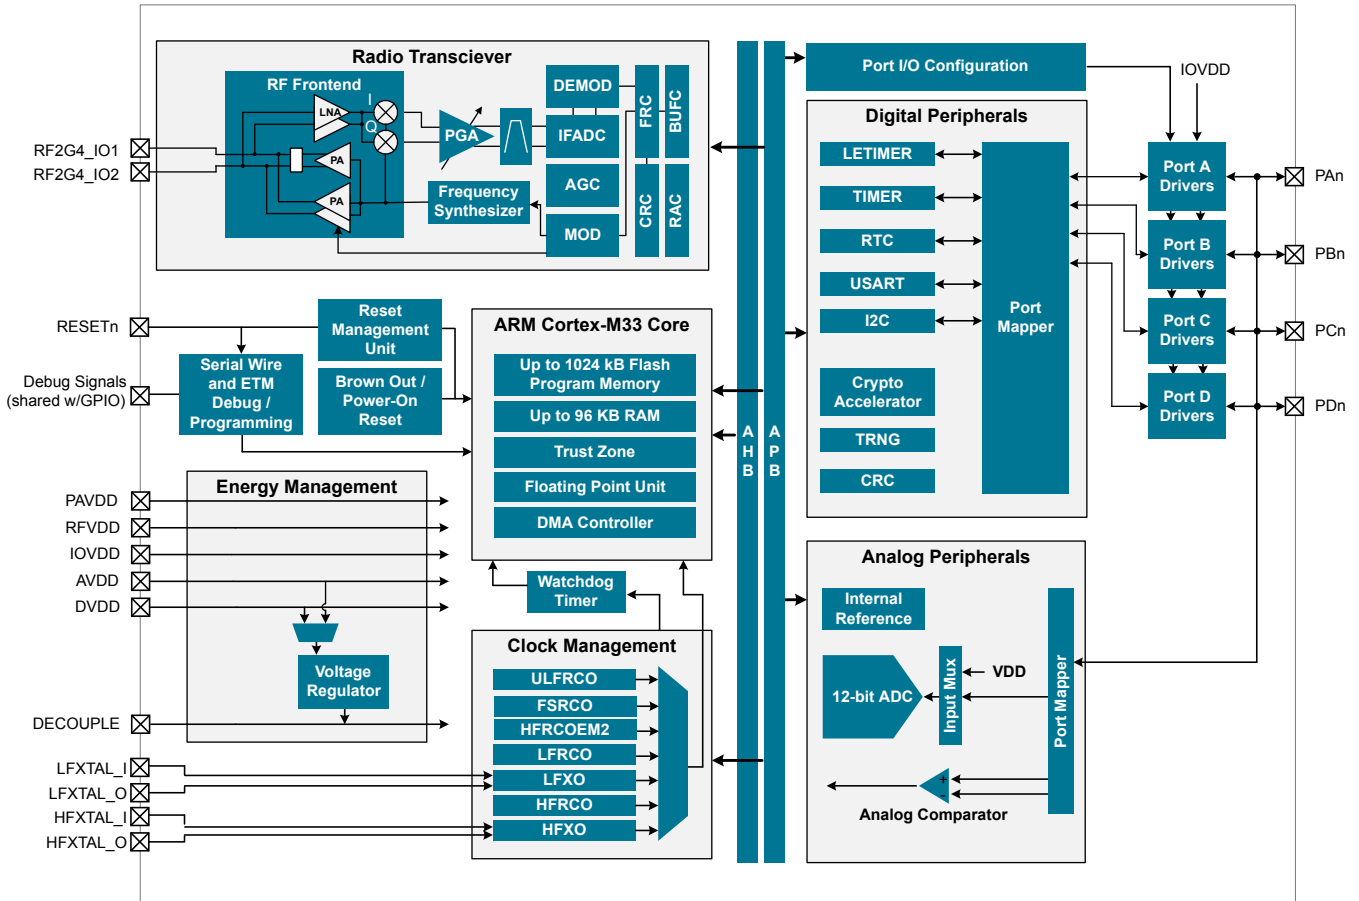 Radio Transciever
RF Frontend
LNA
I
Q
PA
PA
PGA
DEMOD
IFADC
AGC
MOD
Frequency
Synthesizer
FRC
BUFC
CRC
RAC
RF2G4_IO1
RF2G4_IO2
RESETn
Debug Signals
(shared w/GPIO)
Reset
Management
Unit
Serial Wire
and ETM
Debug /
Programming
Brown Out /
Power-On
Reset
ARM Cortex-M33 Core
Up to 1024 kB Flash
Program Memory
Up to 96 KB RAM
Trust Zone
Floating Point Unit
DMA Controller
Energy Management
PAVDD
RFVDD
IOVDD
AVDD
DVDD
Voltage
Regulator
DECOUPLE
Watchdog
Timer
Clock Management
ULFRCO
FSRCO
HFRCOEM2
LFRCO
LFXO
HFRCO
HFXO
LFXTAL_I
LFXTAL_O
HFXTAL_I
HFXTAL_O
AHB
APB
Port I/O Configuration
IOVDD
Digital Peripherals
LETIMER
TIMER
RTC
USART
I2C
Crypto
Accelerator
TRNG
CRC
Port
Mapper
Port A
Drivers
Port B
Drivers
Port C
Drivers
Port D
Drivers
PAn
PBn
PCn
PDn
Analog Peripherals
Internal
Reference
12-bit ADC
Input Mux
VDD
Port Mapper
+
-
Analog Comparator